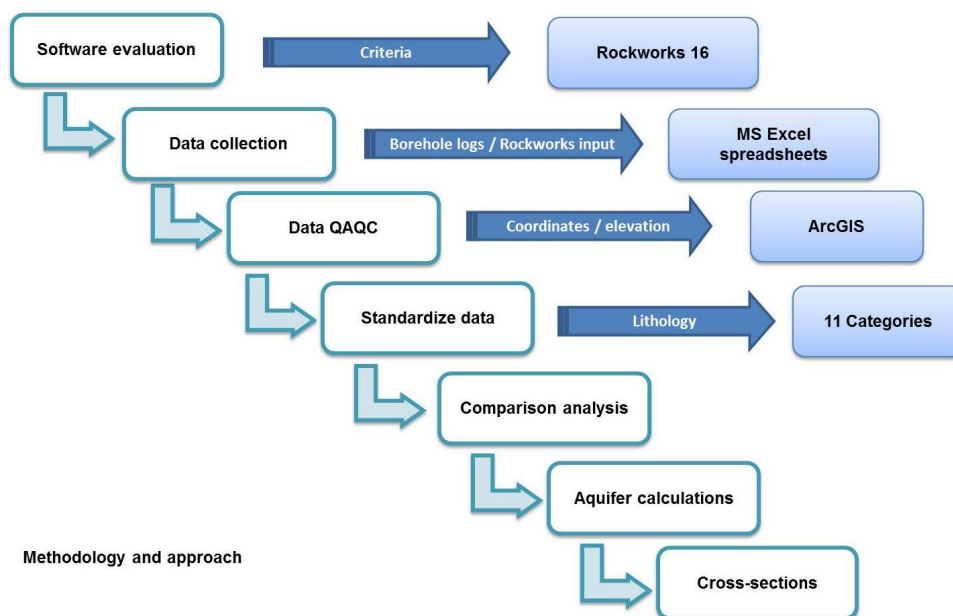 Software evaluation
Criteria
Rockworks 16
Data collection
Borehole logs / Rockworks input
MS Excel
spreadsheets
Data QAQC
Coordinates / elevation
ArcGIS
Standardize data
Lithology
11 Categories
Comparison analysis
Aquifer calculations
Methodology and approach
Cross-sections